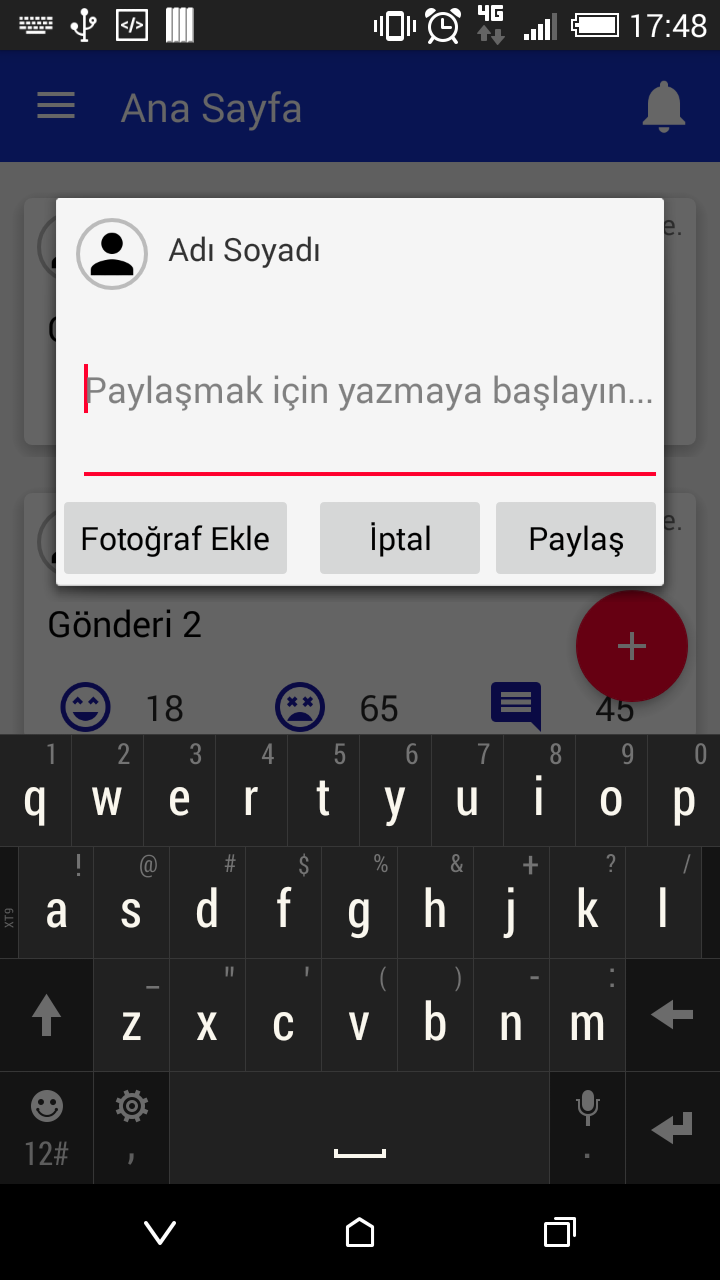 4G 17:48
Ana Sayfa
e.
Adı Soyadı
Paylaşmak için yazmaya başlayın...
e.
Fotoğraf Ekle İptal Paylaş
Gönderi 2
18 65 45
1 2 3 4 5 6 7 8 9 0
q w e r t y u i o p
! @ # $ % & + ? /
XT9 a s d f g h j k l
_ " ' ( ) - :
z x c v b n m
12# , .